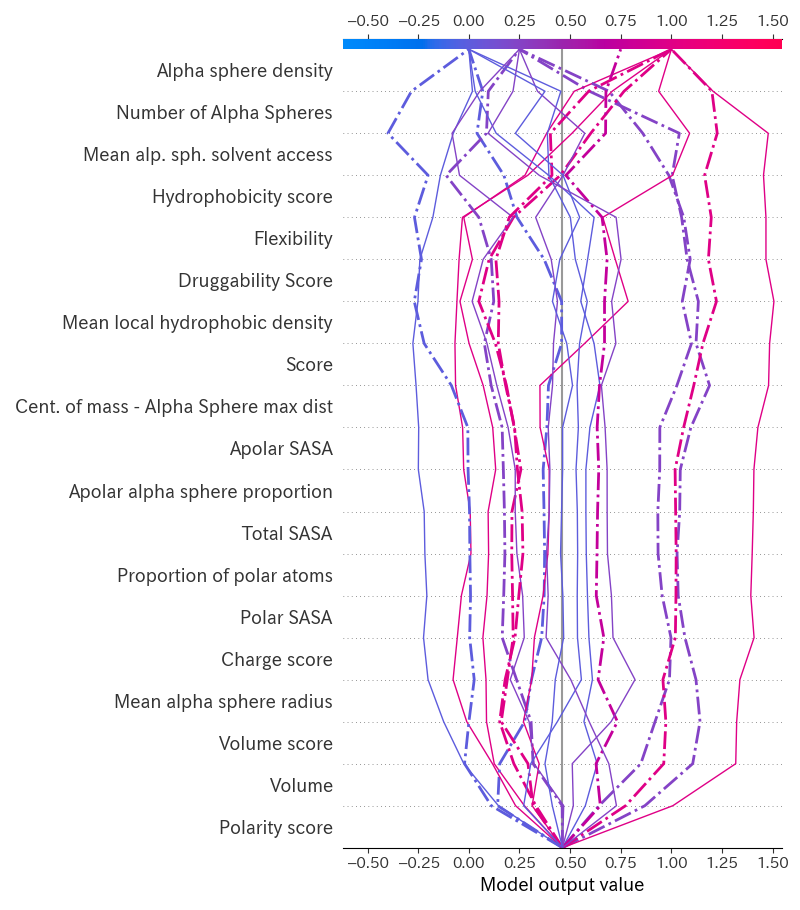 −0.50 −0.25 0.00 0.25 0.50 0.75 1.00 1.25 1.50
Alpha sphere density
Number of Alpha Spheres
Mean alp. sph. solvent access
Hydrophobicity score
Flexibility
Druggability Score
Mean local hydrophobic density
Score
Cent. of mass - Alpha Sphere max dist
Apolar SASA
Apolar alpha sphere proportion
Total SASA
Proportion of polar atoms
Polar SASA
Charge score
Mean alpha sphere radius
Volume score
Volume
Polarity score
−0.50 −0.25 0.00 0.25 0.50 0.75 1.00 1.25 1.50
Model output value